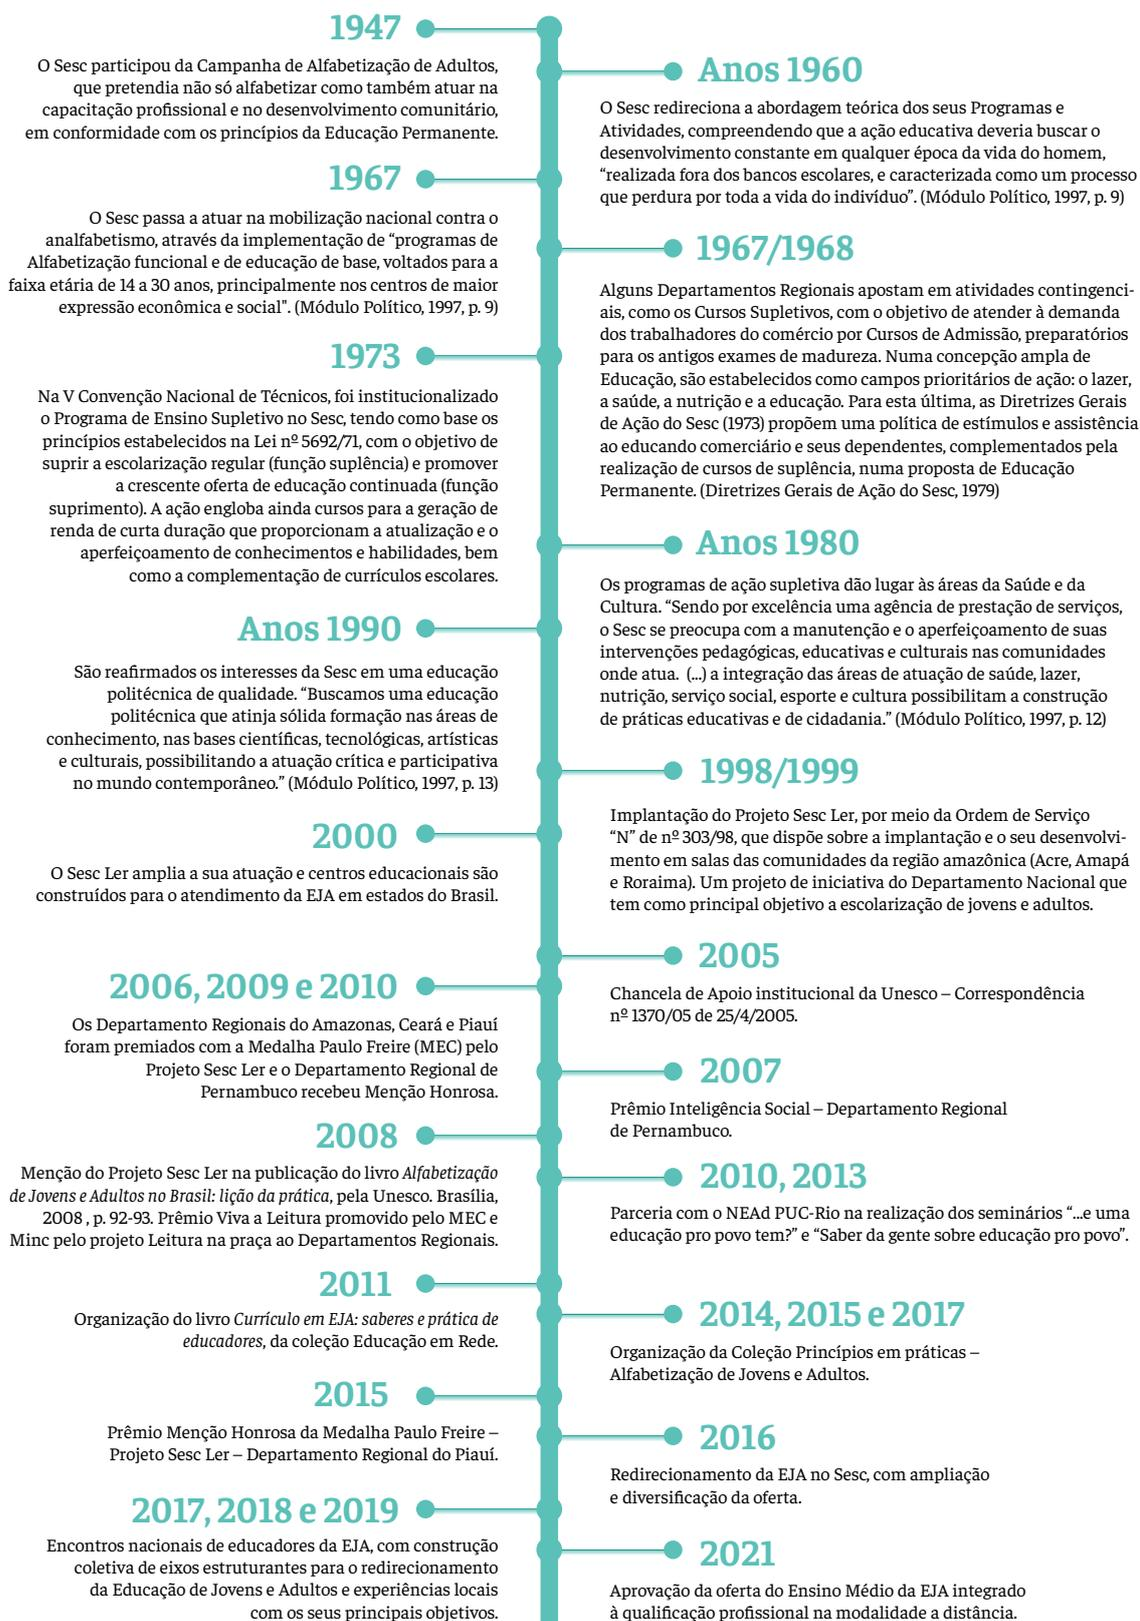 1947
O Sesc participou da Campanha de Alfabetização de Adultos,
que pretendia não só alfabetizar como também atuar na
capacitação profissional e no desenvolvimento comunitário,
em conformidade com os princípios da Educação Permanente.
Anos 1960
O Sesc redireciona a abordagem teórica dos seus Programas e
Atividades, compreendendo que a ação educativa deveria buscar o
desenvolvimento constante em qualquer época da vida do homem,
“realizada fora dos bancos escolares, e caracterizada como um processo
que perdura por toda a vida do indivíduo”. (Módulo Político, 1997, p. 9)
1967
O Sesc passa a atuar na mobilização nacional contra o
analfabetismo, através da implementação de “programas de
Alfabetização funcional e de educação de base, voltados para a
faixa etária de 14 a 30 anos, principalmente nos centros de maior
expressão econômica e social". (Módulo Político, 1997, p. 9)
1967/1968
Alguns Departamentos Regionais apostam em atividades contingenci-
ais, como os Cursos Supletivos, com o objetivo de atender à demanda
dos trabalhadores do comércio por Cursos de Admissão, preparatórios
para os antigos exames de madureza. Numa concepção ampla de
Educação, são estabelecidos como campos prioritários de ação: o lazer,
a saúde, a nutrição e a educação. Para esta última, as Diretrizes Gerais
de Ação do Sesc (1973) propõem uma política de estímulos e assistência
ao educando comerciário e seus dependentes, complementados pela
realização de cursos de suplência, numa proposta de Educação
Permanente. (Diretrizes Gerais de Ação do Sesc, 1979)
1973
Na V Convenção Nacional de Técnicos, foi institucionalizado
o Programa de Ensino Supletivo no Sesc, tendo como base os
princípios estabelecidos na Lei nº 5692/71, com o objetivo de
suprir a escolarização regular (função suplência) e promover
a crescente oferta de educação continuada (função
suprimento). A ação engloba ainda cursos para a geração de
renda de curta duração que proporcionam a atualização e o
aperfeiçoamento de conhecimentos e habilidades, bem
como a complementação de currículos escolares.
Anos 1980
Os programas de ação supletiva dão lugar às áreas da Saúde e da
Cultura. “Sendo por excelência uma agência de prestação de serviços,
o Sesc se preocupa com a manutenção e o aperfeiçoamento de suas
intervenções pedagógicas, educativas e culturais nas comunidades
onde atua. (...) a integração das áreas de atuação de saúde, lazer,
nutrição, serviço social, esporte e cultura possibilitam a construção
de práticas educativas e de cidadania.” (Módulo Político, 1997, p. 12)
Anos 1990
São reafirmados os interesses da Sesc em uma educação
politécnica de qualidade. “Buscamos uma educação
politécnica que atinja sólida formação nas áreas de
conhecimento, nas bases científicas, tecnológicas, artísticas
e culturais, possibilitando a atuação crítica e participativa
no mundo contemporâneo.” (Módulo Político, 1997, p. 13)
1998/1999
Implantação do Projeto Sesc Ler, por meio da Ordem de Serviço
“N” de nº 303/98, que dispõe sobre a implantação e o seu desenvolvi-
mento em salas das comunidades da região amazônica (Acre, Amapá
e Roraima). Um projeto de iniciativa do Departamento Nacional que
tem como principal objetivo a escolarização de jovens e adultos.
2000
O Sesc Ler amplia a sua atuação e centros educacionais são
construídos para o atendimento da EJA em estados do Brasil.
2005
Chancela de Apoio institucional da Unesco – Correspondência
nº 1370/05 de 25/4/2005.
2006, 2009 e 2010
Os Departamento Regionais do Amazonas, Ceará e Piauí
foram premiados com a Medalha Paulo Freire (MEC) pelo
Projeto Sesc Ler e o Departamento Regional de
Pernambuco recebeu Menção Honrosa.
2007
Prêmio Inteligência Social – Departamento Regional
de Pernambuco.
2008
Menção do Projeto Sesc Ler na publicação do livro Alfabetização
de Jovens e Adultos no Brasil: lição da prática, pela Unesco. Brasília,
2008 , p. 92-93. Prêmio Viva a Leitura promovido pelo MEC e
Minc pelo projeto Leitura na praça ao Departamentos Regionais.
2010, 2013
Parceria com o NEAd PUC-Rio na realização dos seminários “...e uma
educação pro povo tem?” e “Saber da gente sobre educação pro povo”.
2011
Organização do livro Currículo em EJA: saberes e prática de
educadores, da coleção Educação em Rede.
2014, 2015 e 2017
Organização da Coleção Princípios em práticas –
Alfabetização de Jovens e Adultos.
2015
Prêmio Menção Honrosa da Medalha Paulo Freire –
Projeto Sesc Ler – Departamento Regional do Piauí.
2016
Redirecionamento da EJA no Sesc, com ampliação
e diversificação da oferta.
2017, 2018 e 2019
Encontros nacionais de educadores da EJA, com construção
coletiva de eixos estruturantes para o redirecionamento
da Educação de Jovens e Adultos e experiências locais
com os seus principais objetivos.
2021
Aprovação da oferta do Ensino Médio da EJA integrado
à qualificação profissional na modalidade a distância.